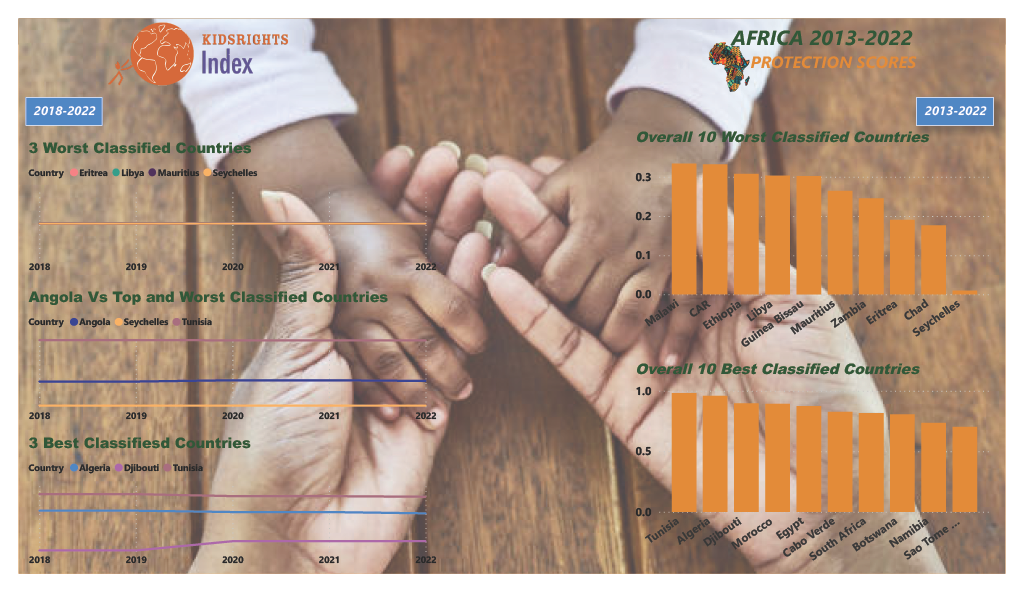 KIDSRIGHTS
Index
AFRICA 2013-2022
PROTECTION SCORES
2018-2022
2013-2022
3 Worst Classified Countries
Country Eritrea Libya Mauritius Seychelles
2018 2019 2020 2021 2022
Angola Vs Top and Worst Classified Countries
Country Angola Seychelles Tunisia
2018 2019 2020 2021 2022
3 Best Classifiesd Countries
Country Algeria Djibouti Tunisia
2018 2019 2020 2021 2022
Overall 10 Worst Classified Countries
0.3
0.2
0.1
0.0
Malawi CAR Ethiopia Libya Guinea Bissau Mauritius Zambia Eritrea Chad Seychelles
Overall 10 Best Classified Countries
1.0
0.5
0.0
Tunisia Algeria Djibouti Morocco Egypt Cabo Verde South Africa Botswana Namibia Sao Tome ...